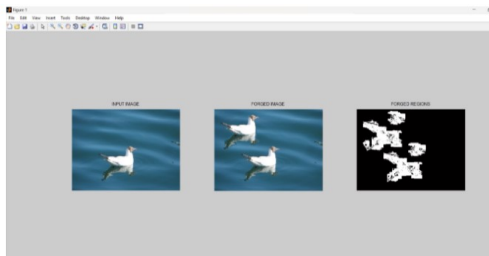 Figure 1
File Edit View Insert Tools Desktop Window Help
INPUT IMAGE
FORGED IMAGE
FORGED REGIONS